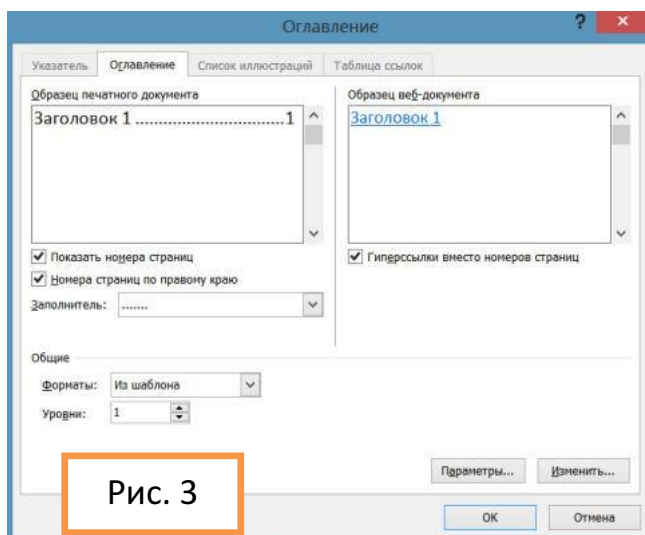 Оглавление
?
Указатель Оглавление Список иллюстраций Таблица ссылок
Образец печатного документа
Заголовок 1 ................................1
Образец веб-документа
Заголовок 1
Показать номера страниц
Номера страниц по правому краю
Заполнитель: .......
Гиперссылки вместо номеров страниц
Общие
Форматы: Из шаблона
Уровни: 1
Параметры... Изменить...
Рис. 3
ОК Отмена